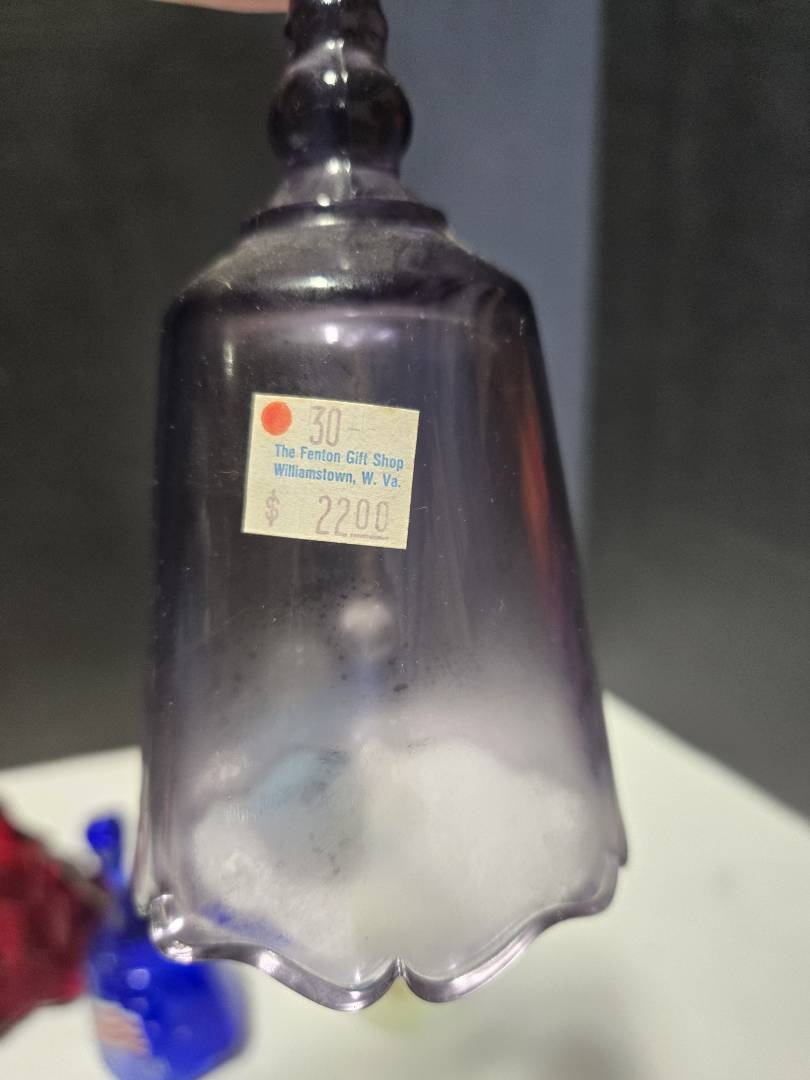 30
The Fenton Gift Shop
Williamstown, W. Va.
$ 2200